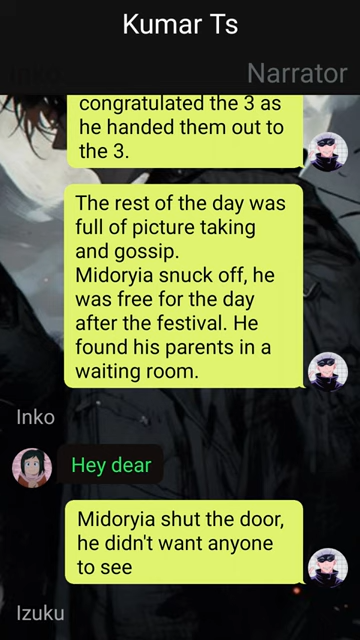 Kumar Ts
Inko
Narrator
congratulated the 3 as
he handed them out to
the 3.
The rest of the day was
full of picture taking
and gossip.
Midoryia snuck off, he
was free for the day
after the festival. He
found his parents in a
waiting room.
Inko
Hey dear
Midoryia shut the door,
he didn't want anyone
to see
Izuku